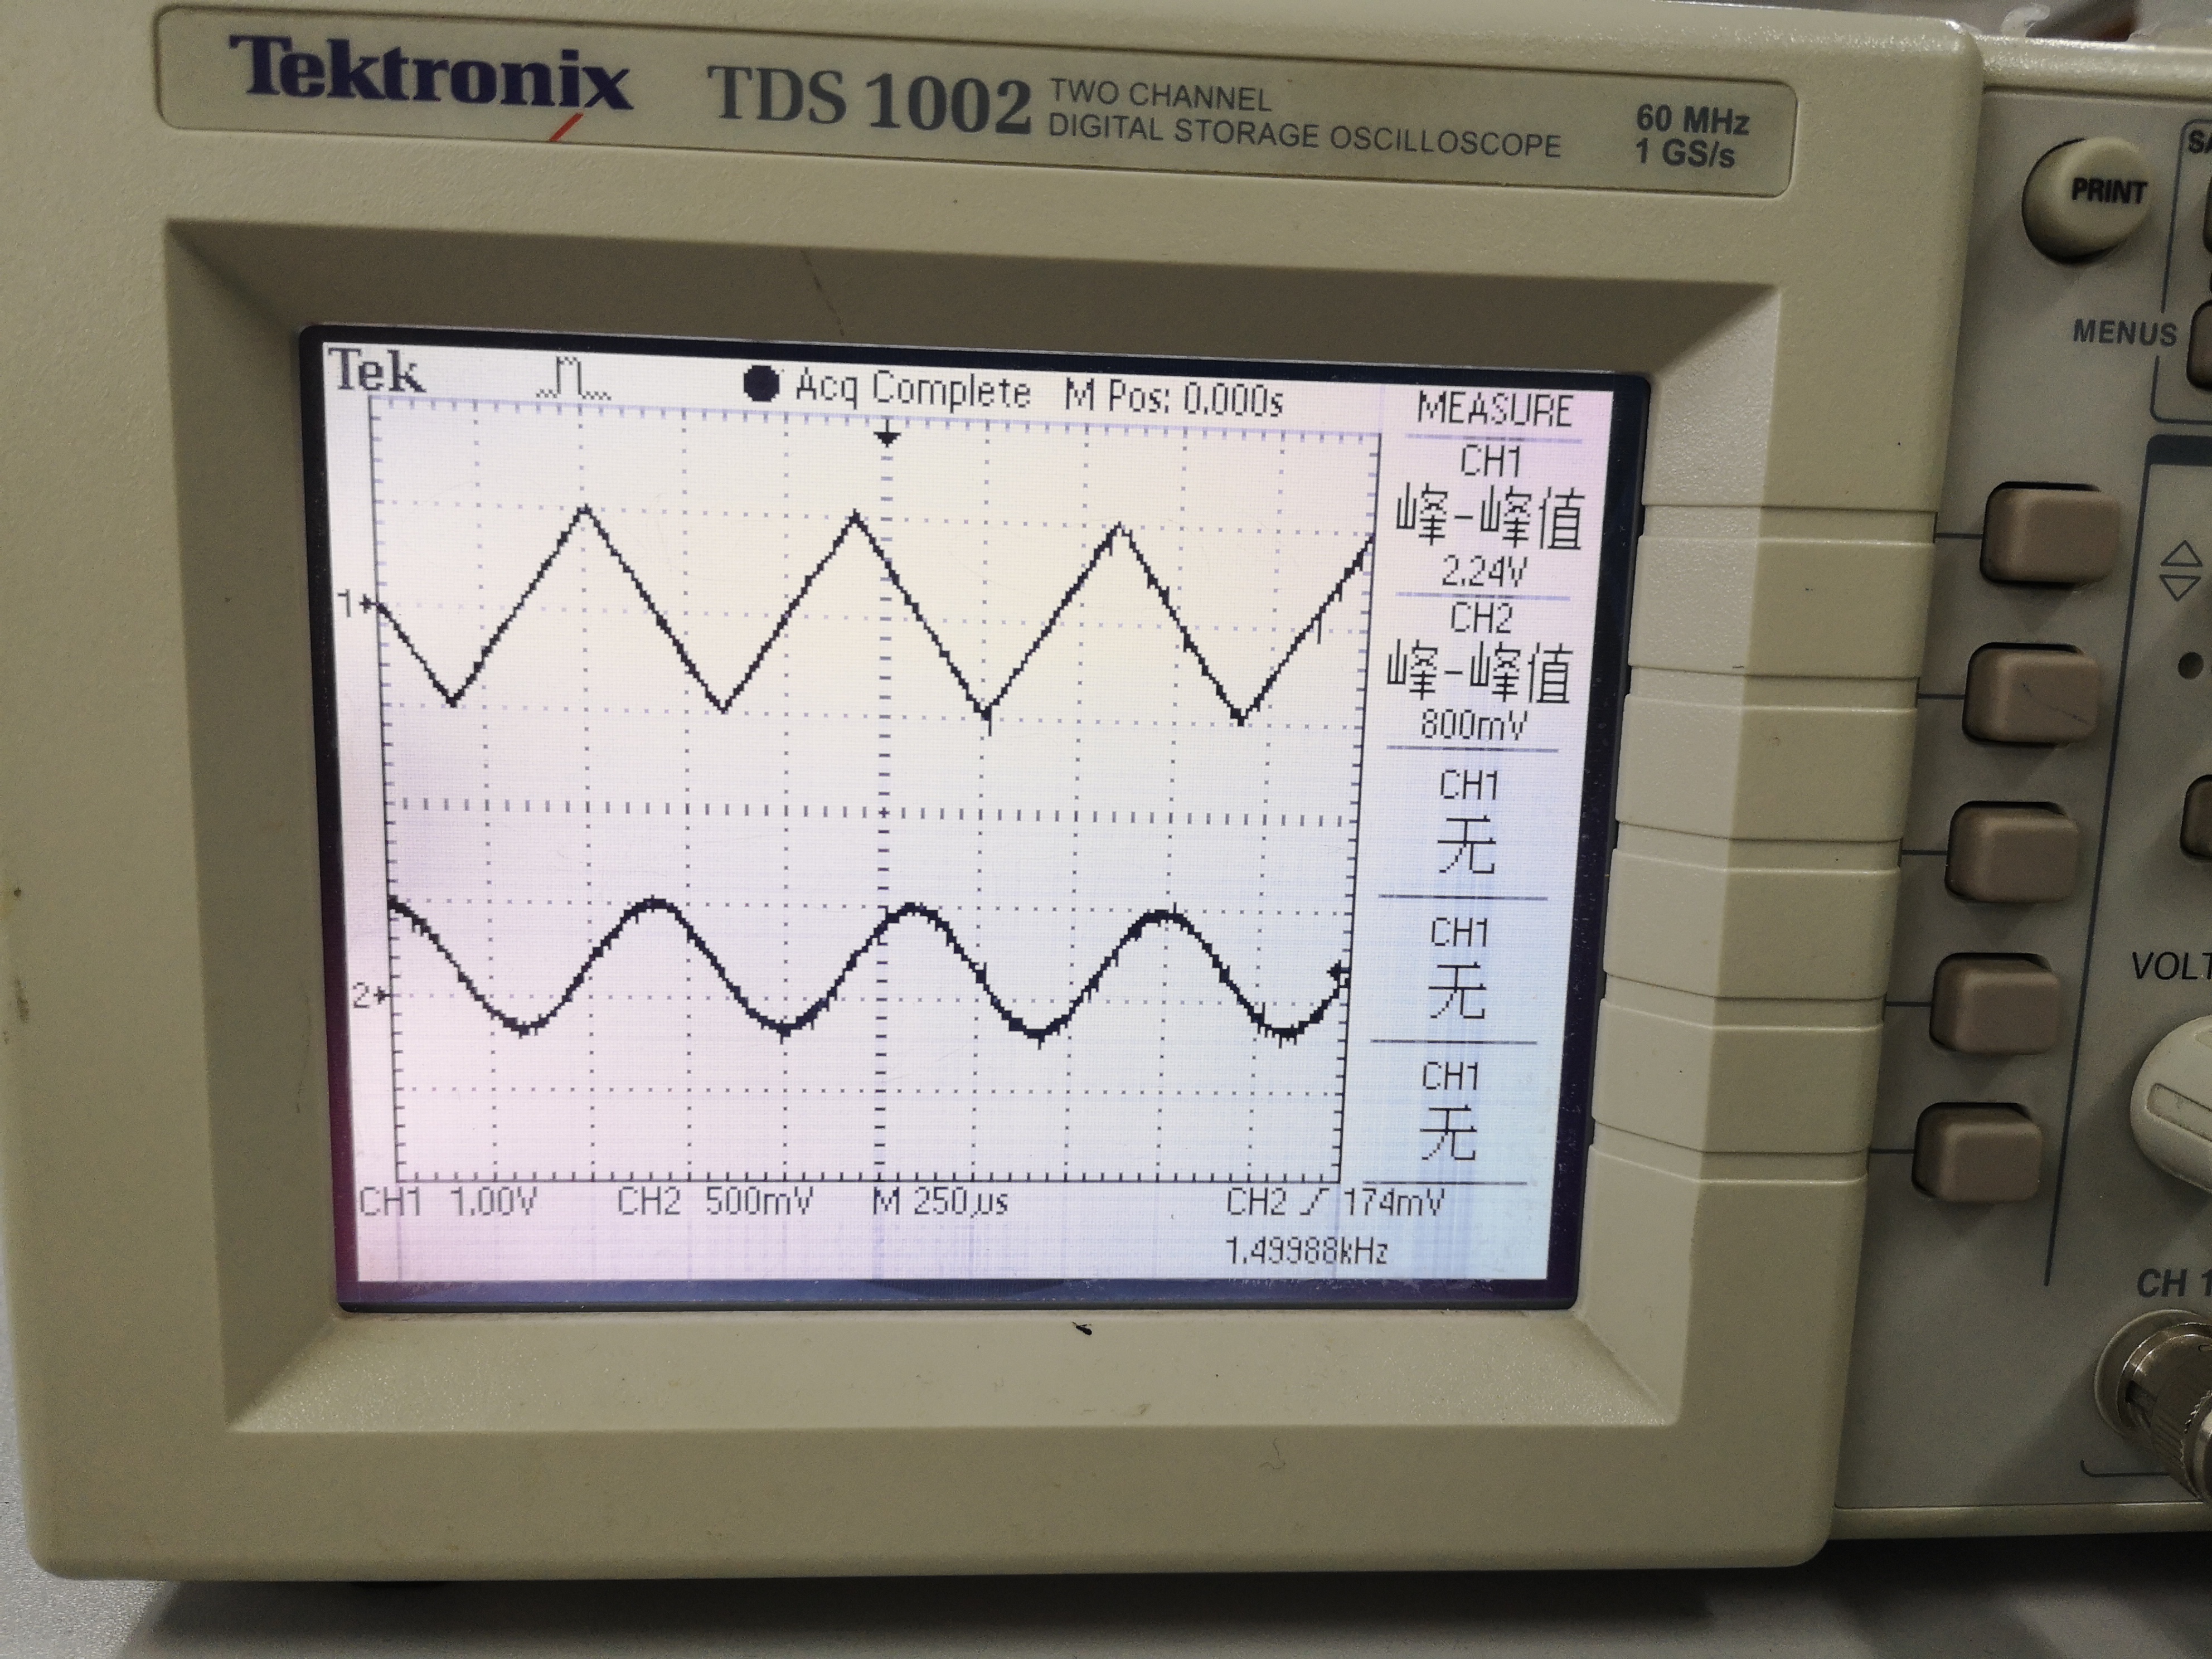 Tektronix TDS 1002 TWO CHANNEL
DIGITAL STORAGE OSCILLOSCOPE
60 MHz
1 GS/s
PRINT
MENUS
Tek Acq Complete M Pos: 0.000s MEASURE
CH1
峰-峰值
2.24V
CH2
峰-峰值
800mV
CH1
无
CH1
无
CH1
无
1
2
CH1 1.00V CH2 500mV M 250µs CH2 174mV
1.49988kHz
CH 1